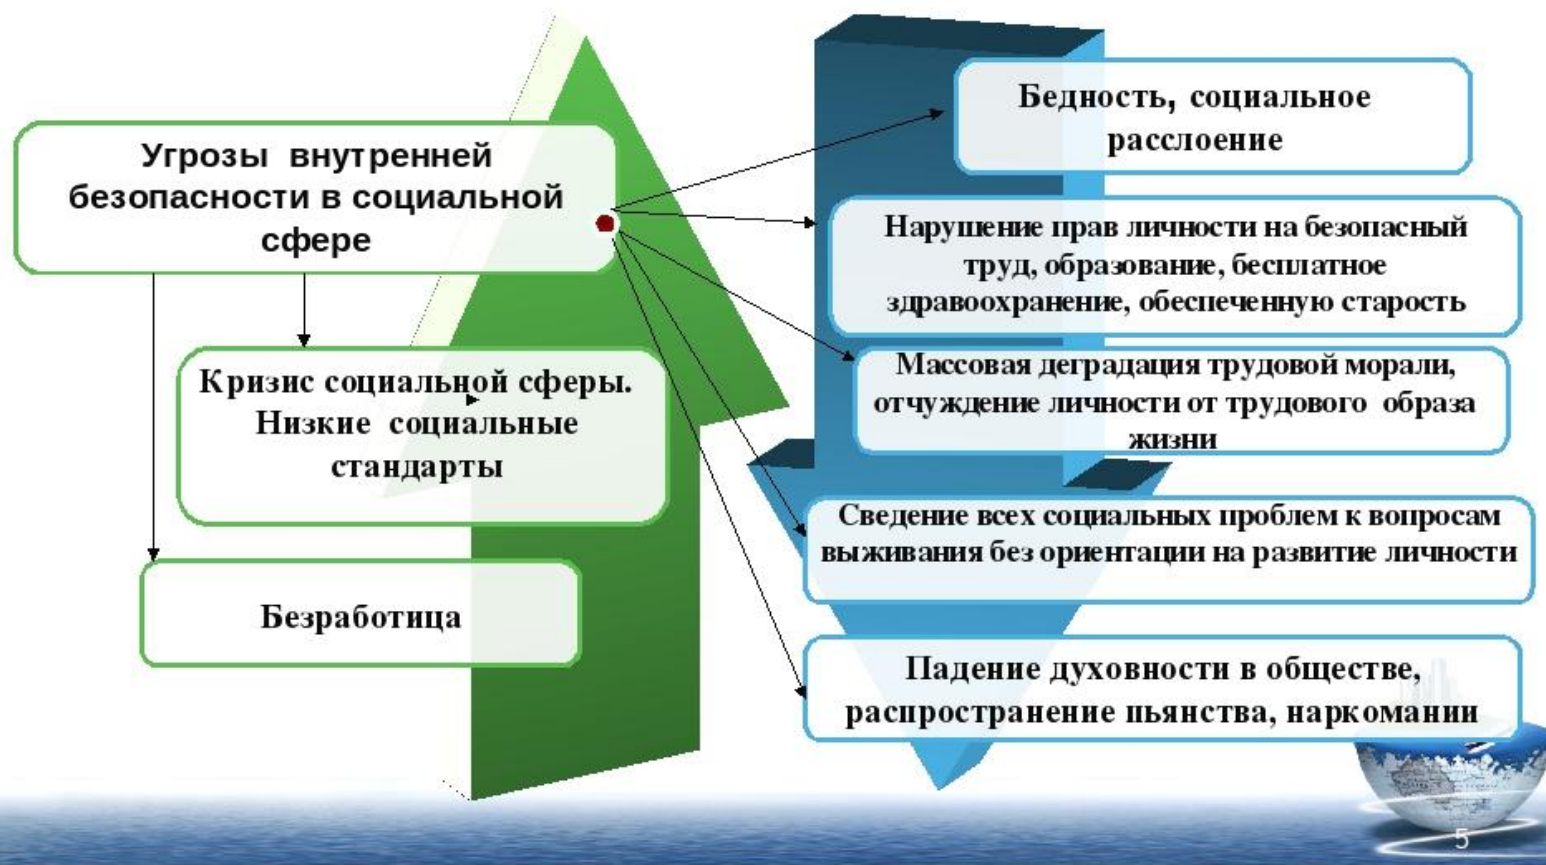 Угрозы внутренней
безопасности в социальной
сфере
Кризис социальной сферы.
Низкие социальные
стандарты
Безработица
Бедность, социальное
расслоение
Нарушение прав личности на безопасный
труд, образование, бесплатное
здравоохранение, обеспеченную старость
Массовая деградация трудовой морали,
отчуждение личности от трудового образа
жизни
Сведение всех социальных проблем к вопросам
выживания без ориентации на развитие личности
Падение духовности в обществе,
распространение пьянства, наркомании
5